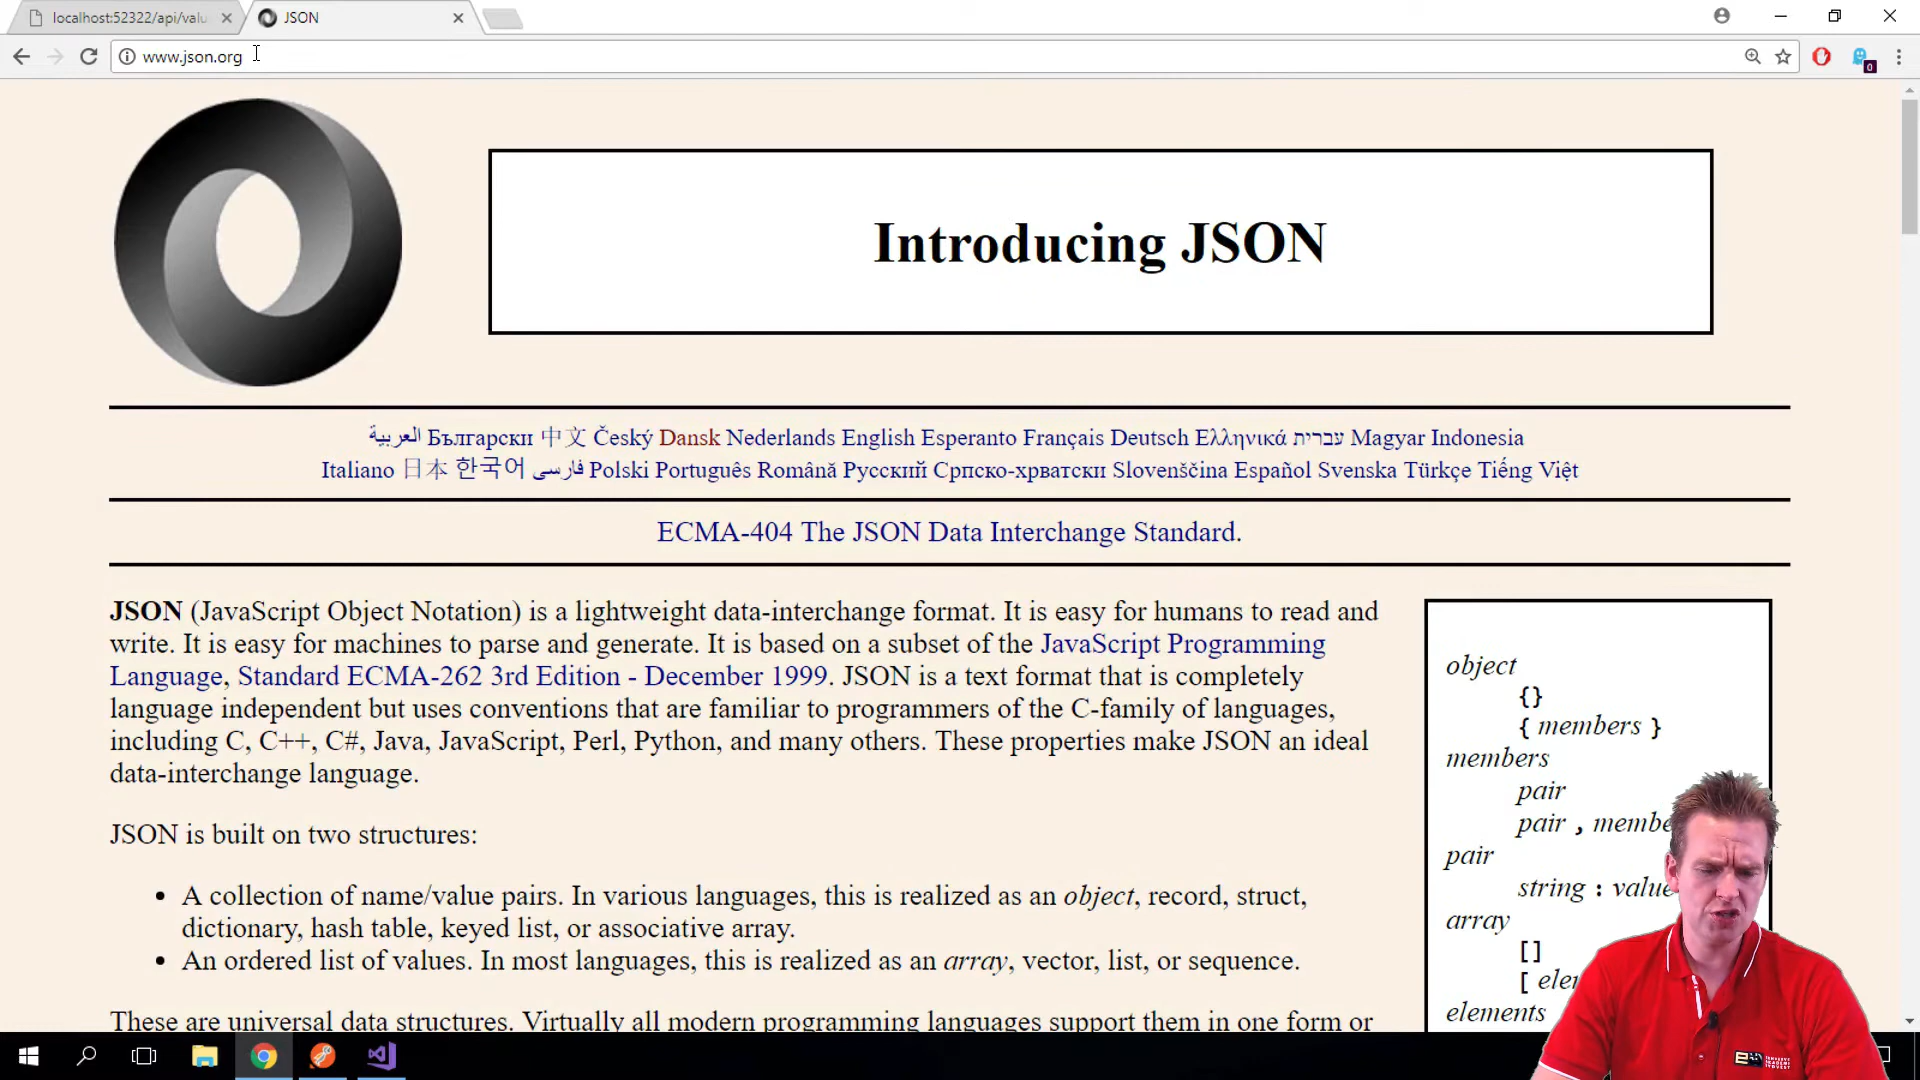 localhost:52322/api/valu
JSON
www.json.org
0
Introducing JSON
العربية Български 中文 Český Dansk Nederlands English Esperanto Français Deutsch Ελληνικά עברית Magyar Indonesia
Italiano 日本 한국어 فارسی Polski Português Română Русский Српско-хрватски Slovenščina Español Svenska Türkçe Tiếng Việt
ECMA-404 The JSON Data Interchange Standard.
JSON (JavaScript Object Notation) is a lightweight data-interchange format. It is easy for humans to read and
write. It is easy for machines to parse and generate. It is based on a subset of the JavaScript Programming
Language, Standard ECMA-262 3rd Edition - December 1999. JSON is a text format that is completely
language independent but uses conventions that are familiar to programmers of the C-family of languages,
including C, C++, C#, Java, JavaScript, Perl, Python, and many others. These properties make JSON an ideal
data-interchange language.
JSON is built on two structures:
• A collection of name/value pairs. In various languages, this is realized as an object, record, struct,
dictionary, hash table, keyed list, or associative array.
• An ordered list of values. In most languages, this is realized as an array, vector, list, or sequence.
These are universal data structures. Virtually all modern programming languages support them in one form or
object
{}
{ members }
members
pair
pair , membe
pair
string : value
array
[]
[ eler
elements